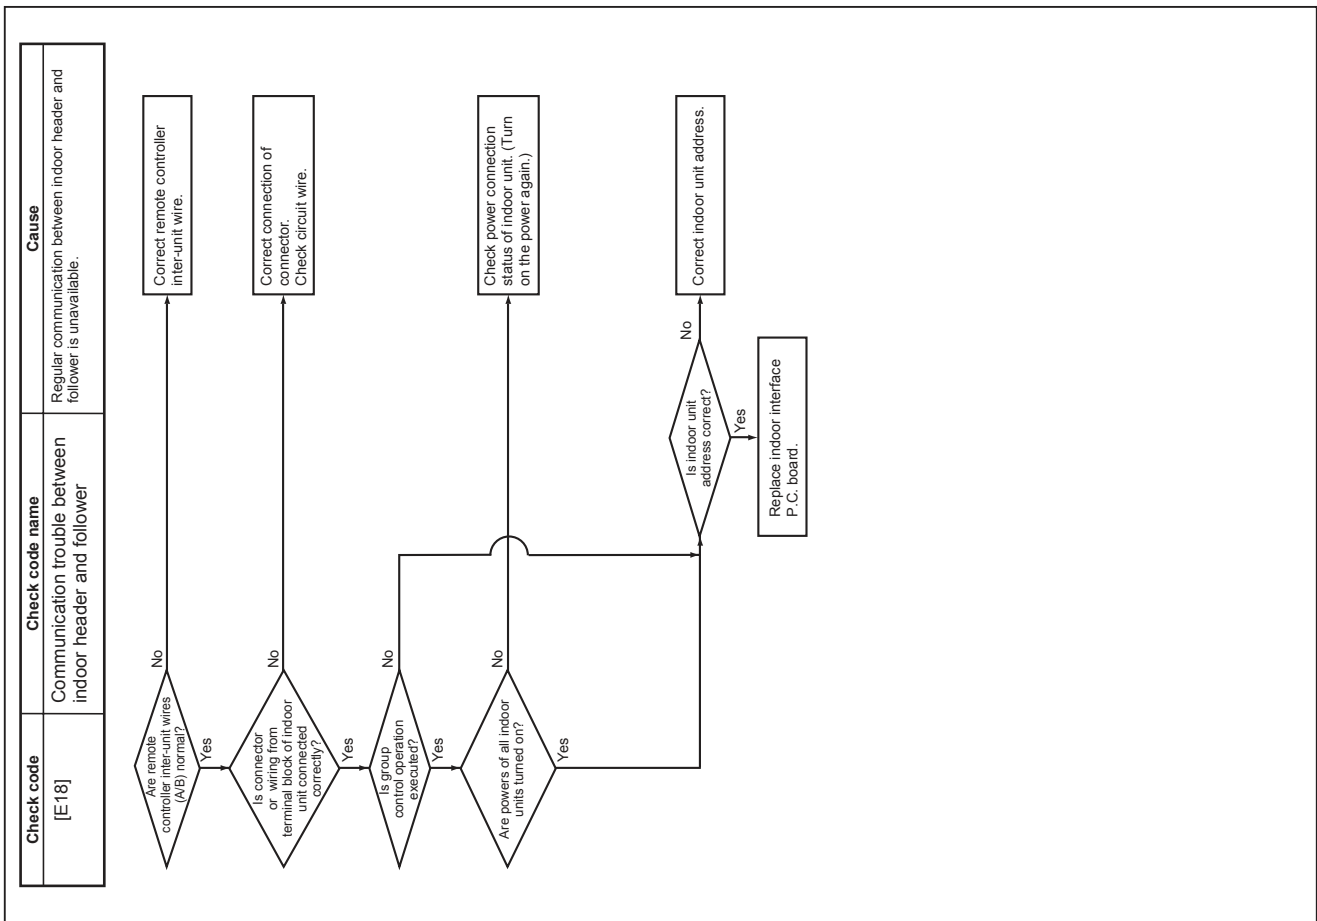 Check code
Check code name
Cause
[E18]
Communication trouble between
indoor header and follower
Regular communication between indoor header and
follower is unavailable.
Are remote
controller inter-unit wires
(A/B) normal?
No
Correct remote controller
inter-unit wire.
Yes
Is connector
or wiring from
terminal block of indoor
unit connected
correctly?
No
Correct connection of
connector.
Check circuit wire.
Yes
Is group
control operation
executed?
No
Yes
Are powers of all indoor
units turned on?
No
Check power connection
status of indoor unit. (Turn
on the power again.)
Yes
Is indoor unit
address correct?
No
Correct indoor unit address.
Yes
Replace indoor interface
P.C. board.